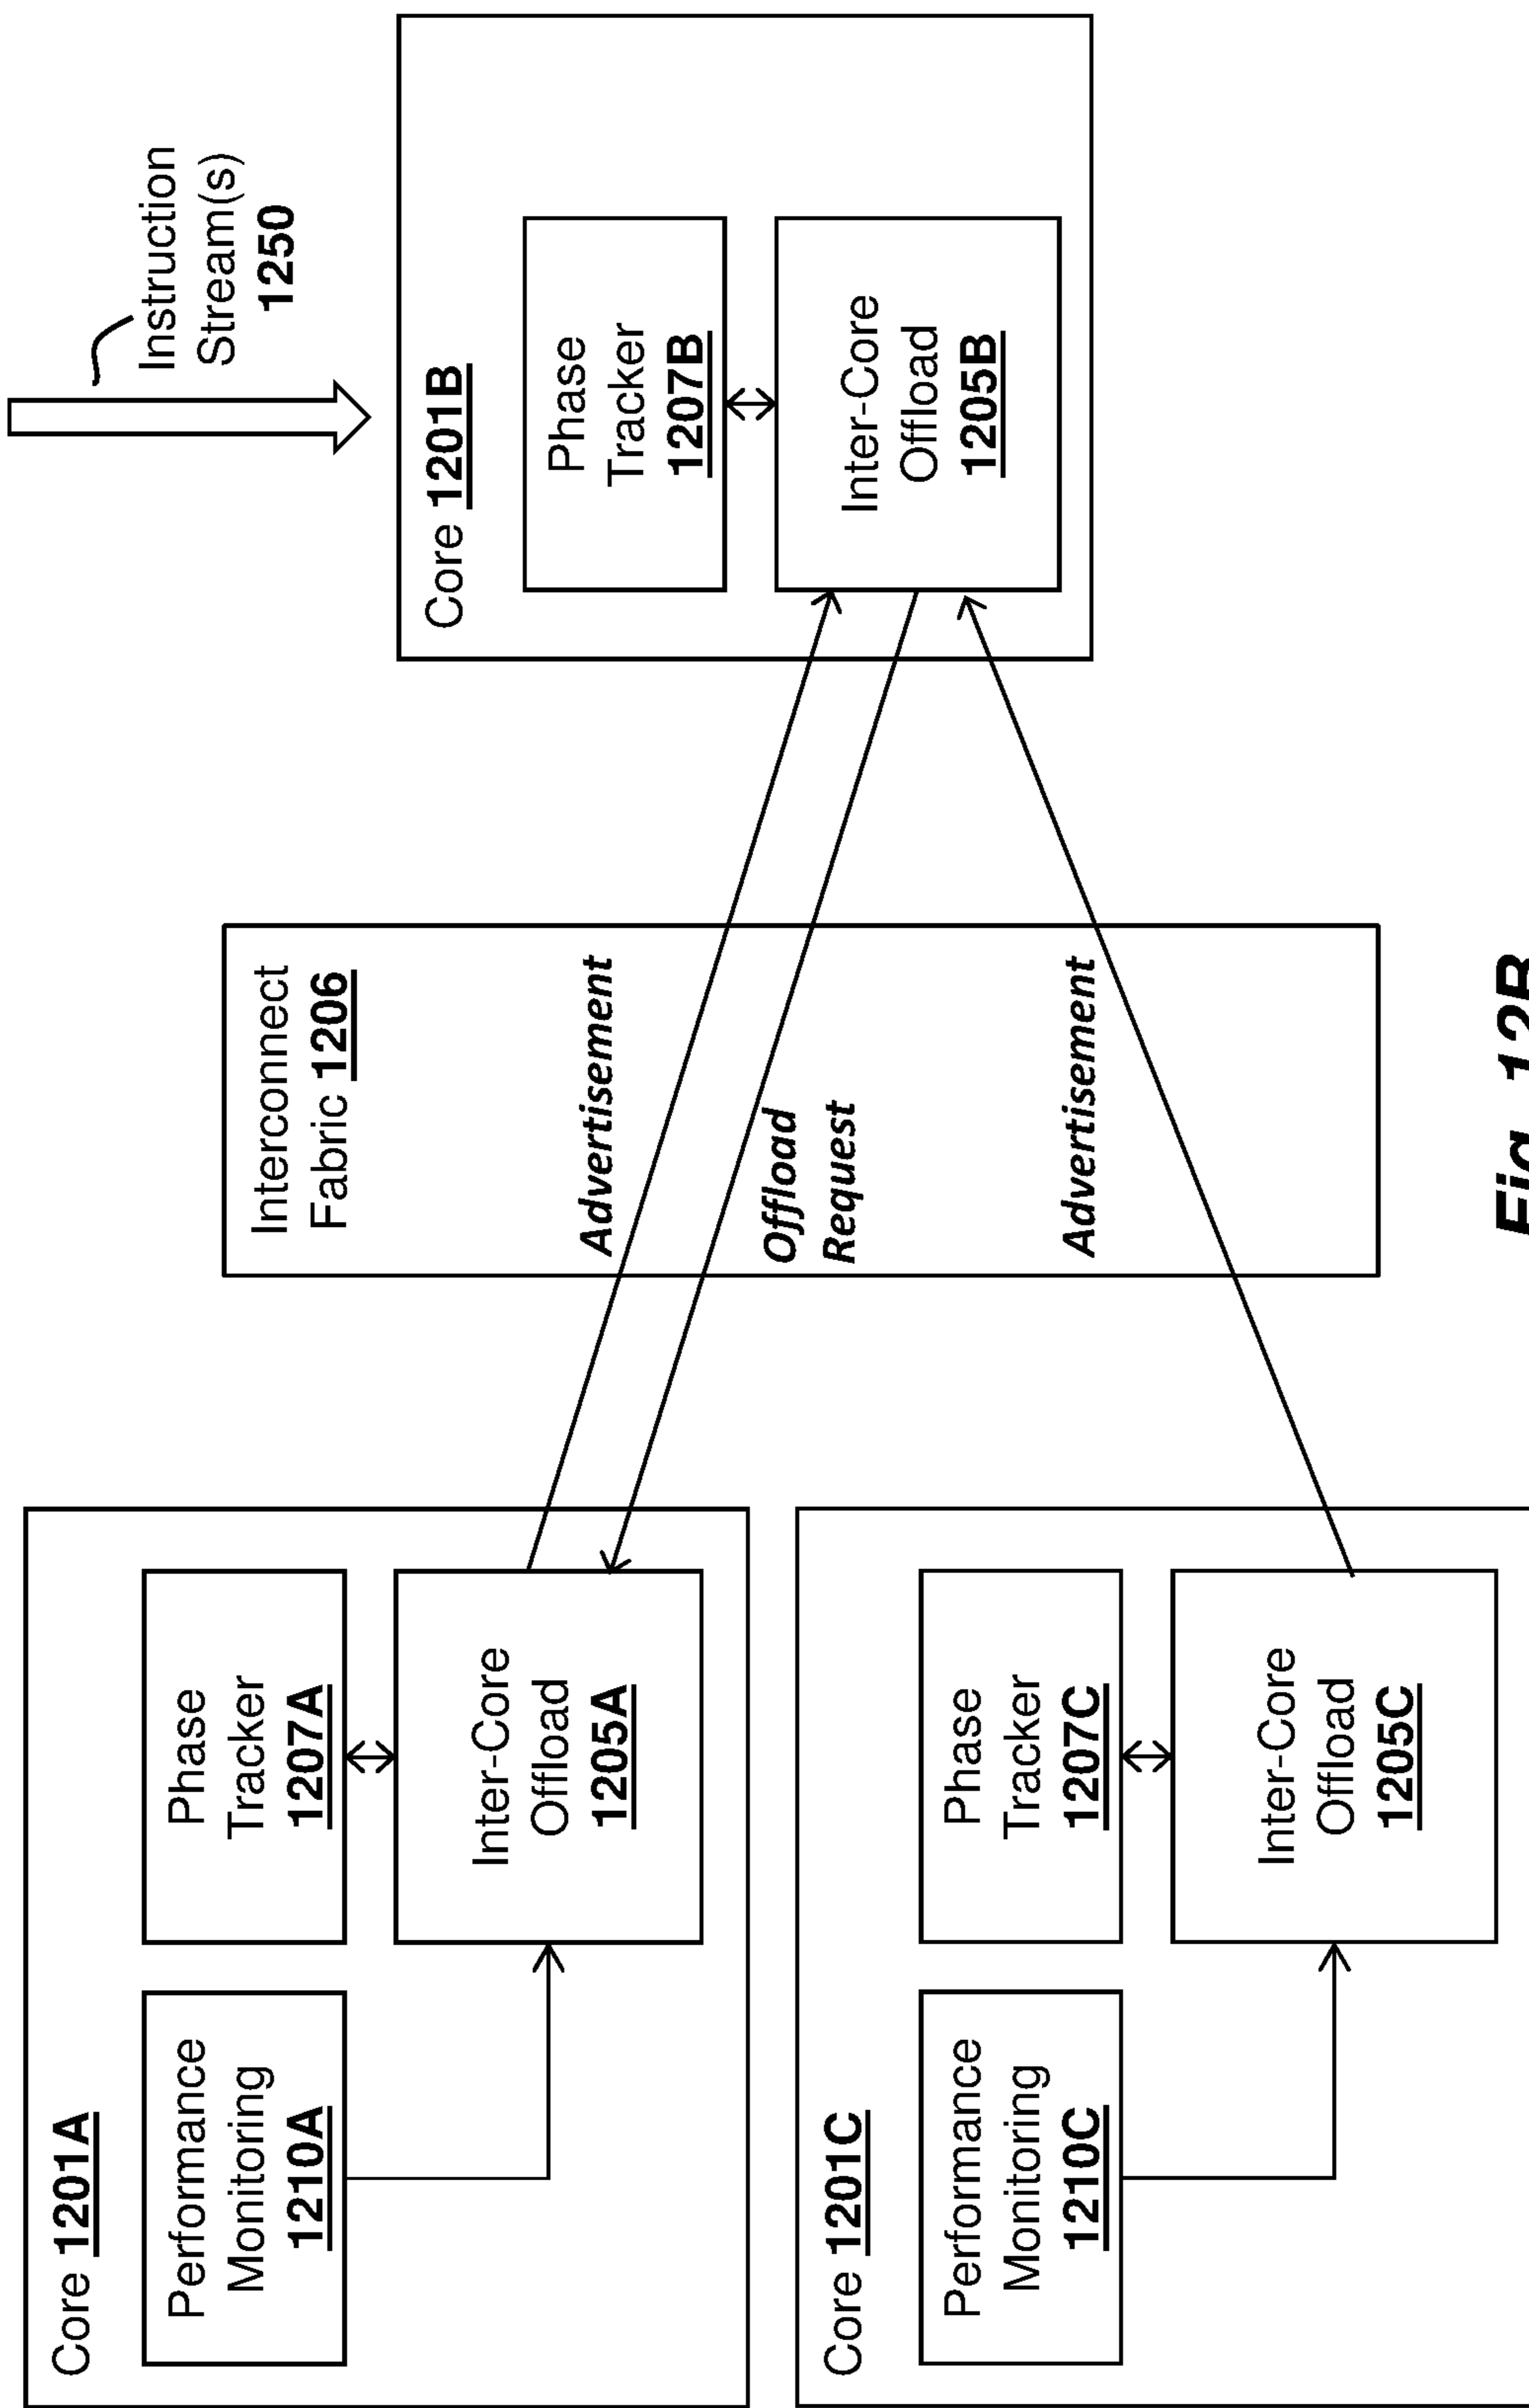 Core 1201A
Performance
Monitoring
1210A
Phase
Tracker
1207A
Inter-Core
Offload
1205A
Core 1201C
Performance
Monitoring
1210C
Phase
Tracker
1207C
Inter-Core
Offload
1205C
Interconnect
Fabric 1206
Advertisement
Offload
Request
Advertisement
Instruction
Stream(s)
1250
Core 1201B
Phase
Tracker
1207B
Inter-Core
Offload
1205B
Fig. 12B